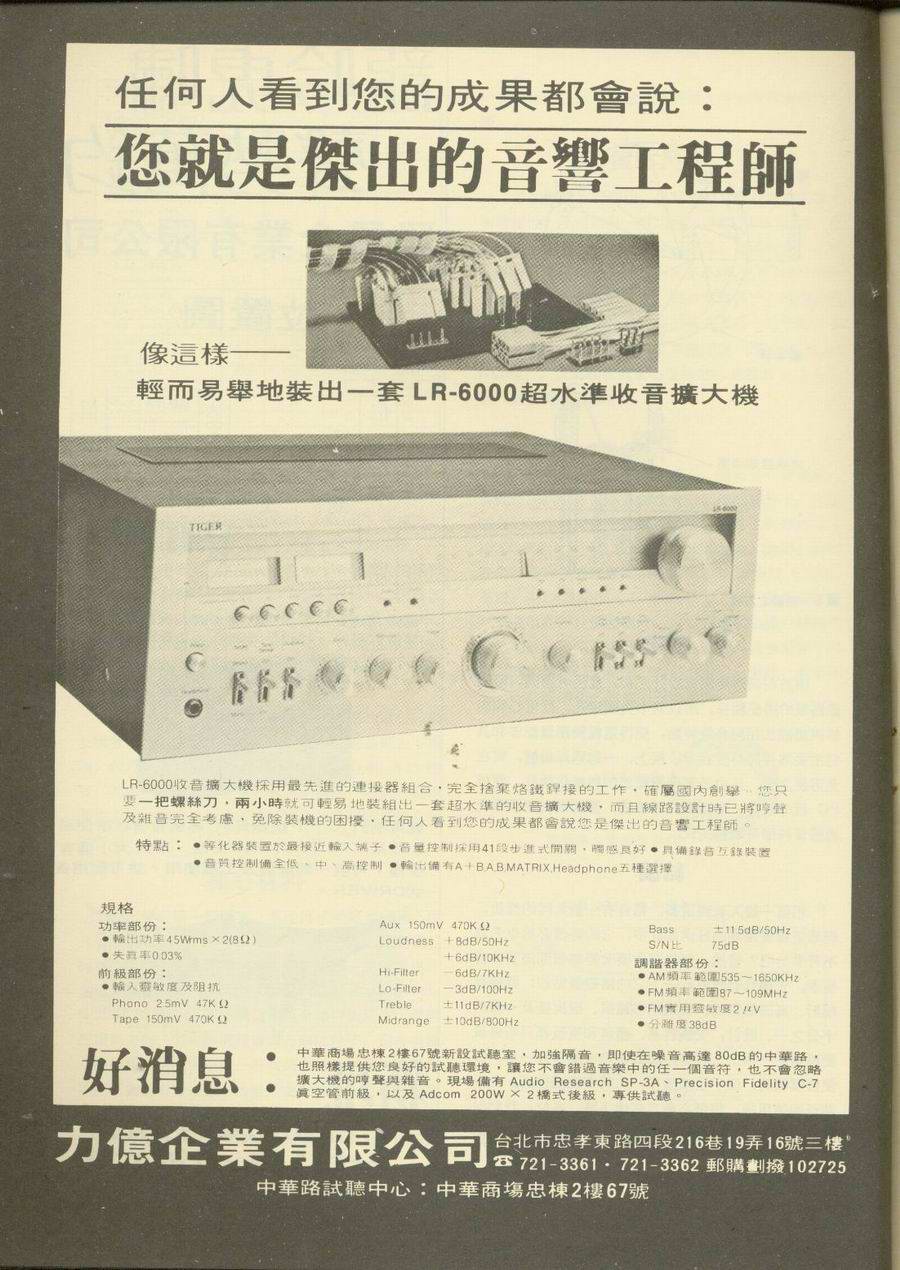 任何人看到您的成果都會說：
您就是傑出的音響工程師
像這樣——
輕而易舉地裝出一套 LR-6000超水準收音擴大機
TIGER
LR-6000
LR-6000收音擴大機採用最先進的連接器組合，完全捨棄烙鐵銲接的工作，確屬國內創舉…您只
要一把螺絲刀，兩小時就可輕易地裝組出一套超水準的收音擴大機，而且線路設計時已將哼聲
及雜音完全考慮、免除裝機的困擾，任何人看到您的成果都會說您是傑出的音響工程師。
特點：●等化器裝置於最接近輸入端子 ●音量控制採用41段步進式開關，觸感良好 ●具備錄音互錄裝置
●音質控制備全低、中、高控制 ●輸出備有A＋B.A.B.MATRIX.Headphone五種選擇
規格
功率部份：
●輸出功率45Wrms×2(8Ω)
●失真率0.03%
前級部份：
●輸入靈敏度及阻抗
Phono 2.5mV 47KΩ
Tape 150mV 470KΩ
Aux 150mV 470KΩ
Loudness ＋8dB/50Hz
＋6dB/10KHz
Hi-Filter －6dB/7KHz
Lo-Filter －3dB/100Hz
Treble ±11dB/7KHz
Midrange ±10dB/800Hz
Bass ±11.5dB/50Hz
S/N比 75dB
調諧器部份：
●AM頻率範圍535～1650KHz
●FM頻率範圍87～109MHz
●FM實用靈敏度2μV
●分離度38dB
好消息：
中華商場忠棟2樓67號新設試聽室，加強隔音，即使在噪音高達80dB的中華路，
也照樣提供您良好的試聽環境，讓您不會錯過音樂中的任一個音符，也不會忽略
擴大機的哼聲與雜音。現場備有Audio Research SP-3A、Precision Fidelity C-7
真空管前級，以及Adcom 200W×2橋式後級，專供試聽。
力億企業有限公司
台北市忠孝東路四段216巷19弄16號三樓
☎721-3361・721-3362 郵購劃撥102725
中華路試聽中心：中華商場忠棟2樓67號